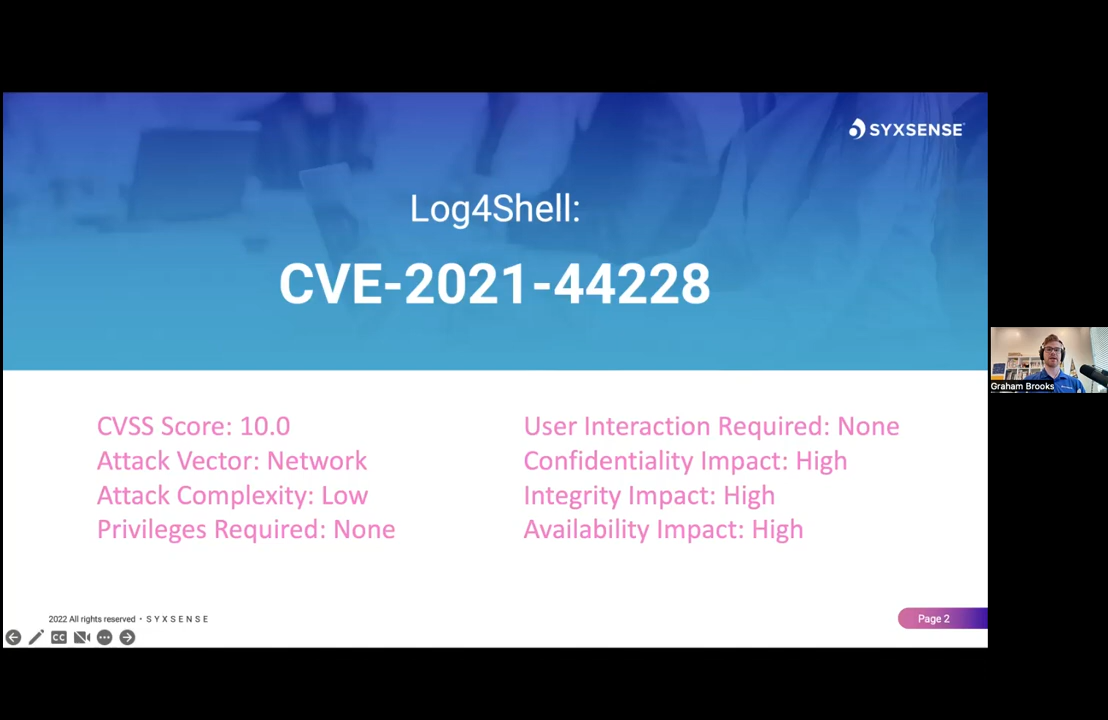 SYXSENSE
Log4Shell:
CVE-2021-44228
CVSS Score: 10.0
Attack Vector: Network
Attack Complexity: Low
Privileges Required: None
User Interaction Required: None
Confidentiality Impact: High
Integrity Impact: High
Availability Impact: High
2022 All rights reserved • SYXSENSE
Page 2
CC
Graham Brooks